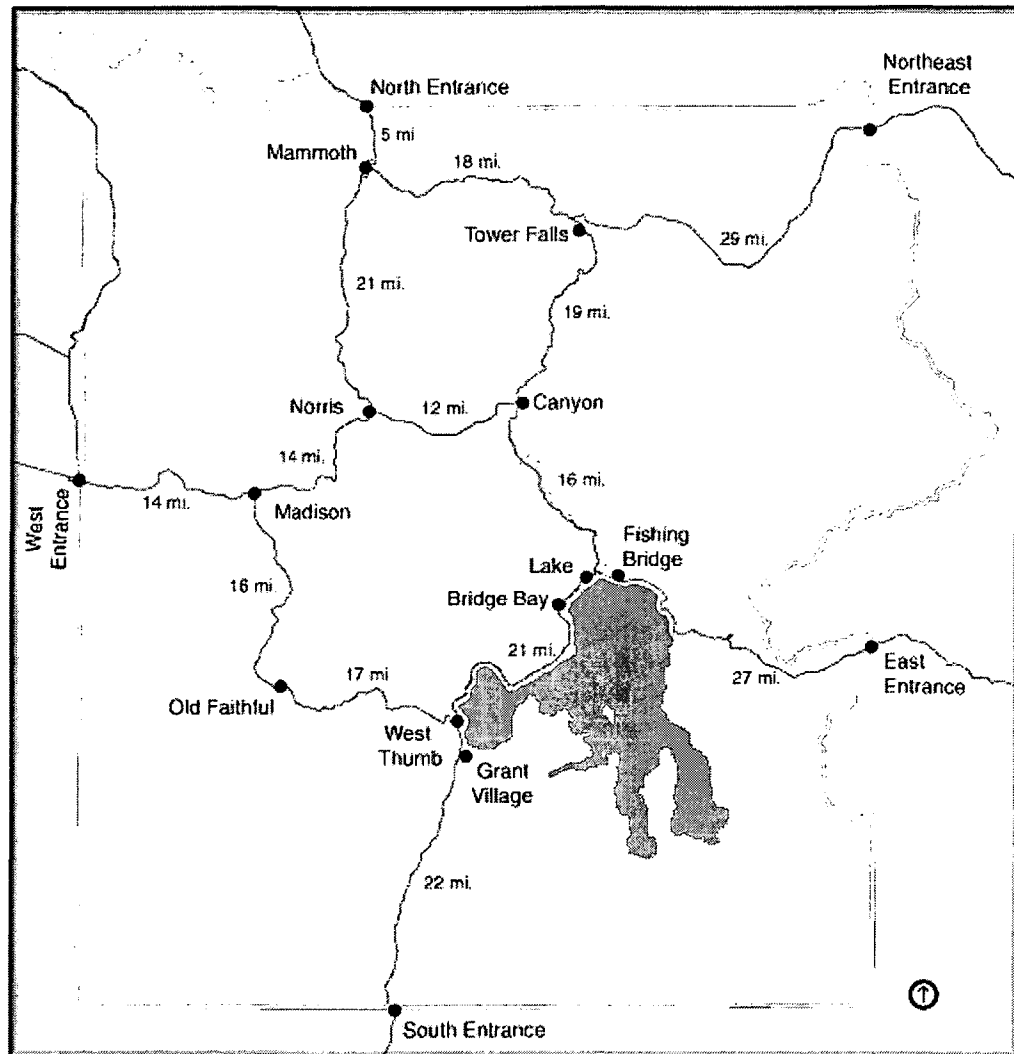 Northeast
Entrance
North Entrance
5 mi
Mammoth
18 mi.
Tower Falls
29 mi.
21 mi.
19 mi.
Norris
12 mi.
Canyon
14 mi.
16 mi.
West
Entrance
14 mi.
Madison
Fishing
Bridge
Lake
16 mi.
Bridge Bay
21 mi.
17 mi
27 mi.
East
Entrance
Old Faithful
West
Thumb
Grant
Village
22 mi.
South Entrance